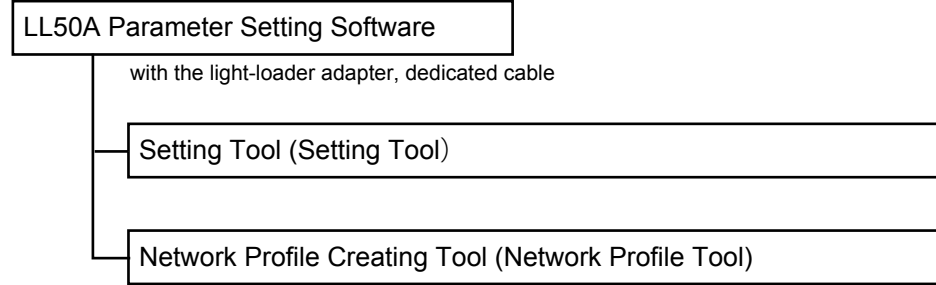 LL50A Parameter Setting Software
with the light-loader adapter, dedicated cable
Setting Tool (Setting Tool）
Network Profile Creating Tool (Network Profile Tool)